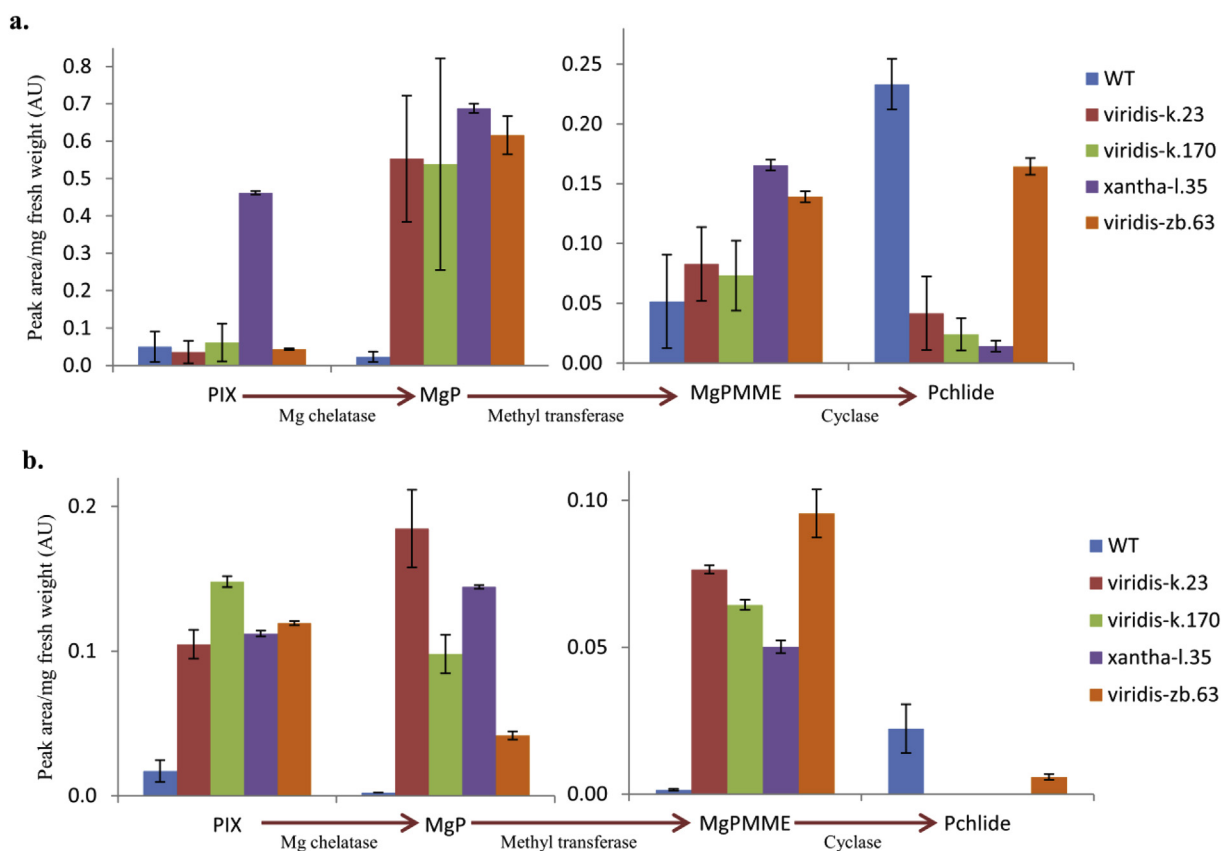 a.
Peak area/mg fresh weight (AU)
0.8
0.7
0.6
0.5
0.4
0.3
0.2
0.1
0.0
0.25
0.20
0.15
0.10
0.05
0.00
WT
viridis-k.23
viridis-k.170
xantha-l.35
viridis-zb.63
PIX MgP MgPMME Pchlide
Mg chelatase Methyl transferase Cyclase
b.
Peak area/mg fresh weight (AU)
0.2
0.1
0.0
0.10
0.05
0.00
WT
viridis-k.23
viridis-k.170
xantha-l.35
viridis-zb.63
PIX MgP MgPMME Pchlide
Mg chelatase Methyl transferase Cyclase